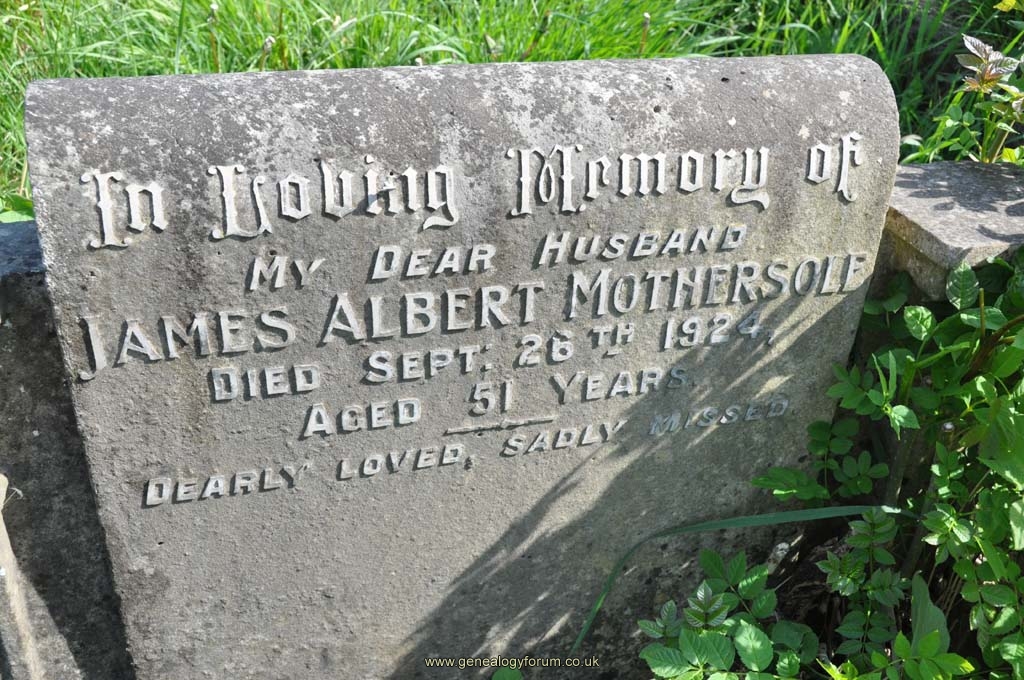 In Loving Memory of
MY DEAR HUSBAND
JAMES ALBERT MOTHERSOLE
DIED SEPT: 26TH 1924,
AGED 51 YEARS.
DEARLY LOVED, SADLY MISSED.
www.genealogyforum.co.uk